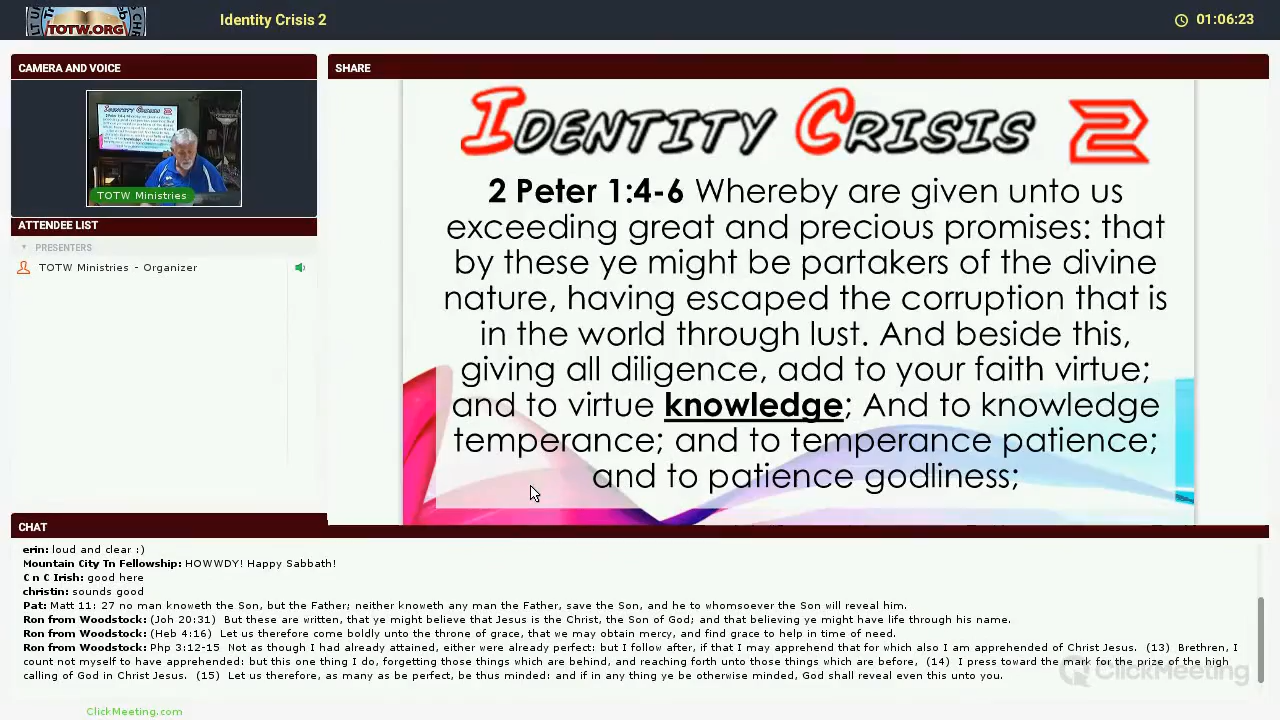 TOTW.ORG
Identity Crisis 2
01:06:23
CAMERA AND VOICE
TOTW Ministries
ATTENDEE LIST
PRESENTERS
TOTW Ministries - Organizer
SHARE
IDENTITY CRISIS 2
2 Peter 1:4-6 Whereby are given unto us
exceeding great and precious promises: that
by these ye might be partakers of the divine
nature, having escaped the corruption that is
in the world through lust. And beside this,
giving all diligence, add to your faith virtue;
and to virtue knowledge; And to knowledge
temperance; and to temperance patience;
and to patience godliness;
CHAT
erin: loud and clear :)
Mountain City Tn Fellowship: HOWWDY! Happy Sabbath!
C n C Irish: good here
christin: sounds good
Pat: Matt 11: 27 no man knoweth the Son, but the Father; neither knoweth any man the Father, save the Son, and he to whomsoever the Son will reveal him.
Ron from Woodstock: (Joh 20:31) But these are written, that ye might believe that Jesus is the Christ, the Son of God; and that believing ye might have life through his name.
Ron from Woodstock: (Heb 4:16) Let us therefore come boldly unto the throne of grace, that we may obtain mercy, and find grace to help in time of need.
Ron from Woodstock: Php 3:12-15 Not as though I had already attained, either were already perfect: but I follow after, if that I may apprehend that for which also I am apprehended of Christ Jesus. (13) Brethren, I
count not myself to have apprehended: but this one thing I do, forgetting those things which are behind, and reaching forth unto those things which are before, (14) I press toward the mark for the prize of the high
calling of God in Christ Jesus. (15) Let us therefore, as many as be perfect, be thus minded: and if in any thing ye be otherwise minded, God shall reveal even this unto you.
ClickMeeting
ClickMeeting.com